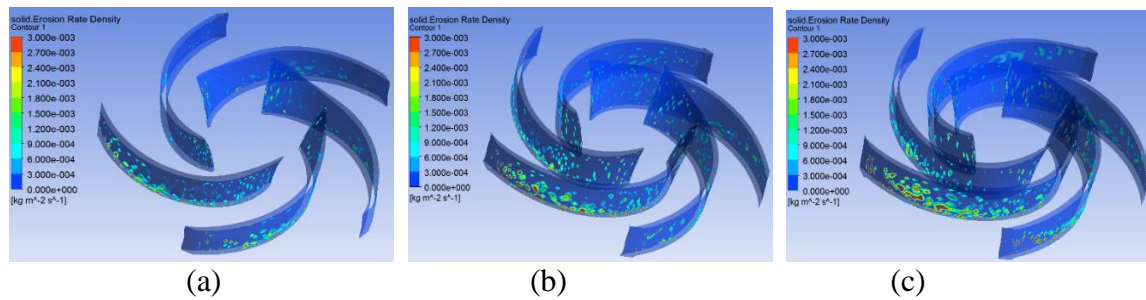 solid.Erosion Rate Density
Contour 1
3.000e-003
2.700e-003
2.400e-003
2.100e-003
1.800e-003
1.500e-003
1.200e-003
9.000e-004
6.000e-004
3.000e-004
0.000e+000
[kg m^-2 s^-1]
(a)
solid.Erosion Rate Density
Contour 1
3.000e-003
2.700e-003
2.400e-003
2.100e-003
1.800e-003
1.500e-003
1.200e-003
9.000e-004
6.000e-004
3.000e-004
0.000e+000
[kg m^-2 s^-1]
(b)
solid.Erosion Rate Density
Contour 1
3.000e-003
2.700e-003
2.400e-003
2.100e-003
1.800e-003
1.500e-003
1.200e-003
9.000e-004
6.000e-004
3.000e-004
0.000e+000
[kg m^-2 s^-1]
(c)